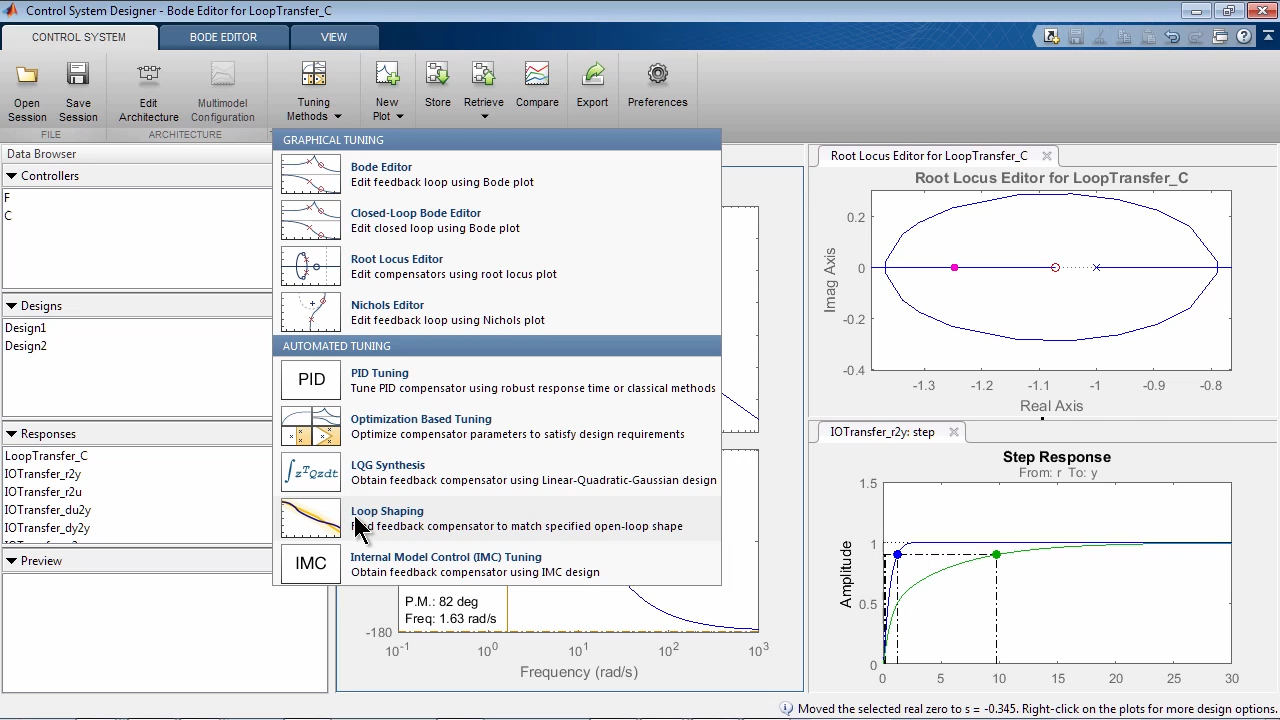 Control System Designer - Bode Editor for LoopTransfer_C
CONTROL SYSTEM
BODE EDITOR
VIEW
Open Session
Save Session
Edit Architecture
Multimodel Configuration
Tuning Methods
New Plot
Store
Retrieve
Compare
Export
Preferences
FILE
ARCHITECTURE
Data Browser
Controllers
F
C
Designs
Design1
Design2
Responses
LoopTransfer_C
IOTransfer_r2y
IOTransfer_r2u
IOTransfer_du2y
IOTransfer_dy2y
Preview
GRAPHICAL TUNING
Bode Editor
Edit feedback loop using Bode plot
Closed-Loop Bode Editor
Edit closed loop using Bode plot
Root Locus Editor
Edit compensators using root locus plot
Nichols Editor
Edit feedback loop using Nichols plot
AUTOMATED TUNING
PID
PID Tuning
Tune PID compensator using robust response time or classical methods
Optimization Based Tuning
Optimize compensator parameters to satisfy design requirements
∫zᵀQzdt
LQG Synthesis
Obtain feedback compensator using Linear-Quadratic-Gaussian design
Loop Shaping
feedback compensator to match specified open-loop shape
IMC
Internal Model Control (IMC) Tuning
Obtain feedback compensator using IMC design
P.M.: 82 deg
Freq: 1.63 rad/s
-180
10-1 100 101 102 103
Frequency (rad/s)
Root Locus Editor for LoopTransfer_C
Root Locus Editor for LoopTransfer_C
Imag Axis
0.2
0
-0.2
-0.4
-1.3 -1.2 -1.1 -1 -0.9 -0.8
Real Axis
IOTransfer_r2y: step
Step Response
From: r To: y
Amplitude
1.5
1
0.5
0
0 5 10 15 20 25 30
Moved the selected real zero to s = -0.345. Right-click on the plots for more design options.